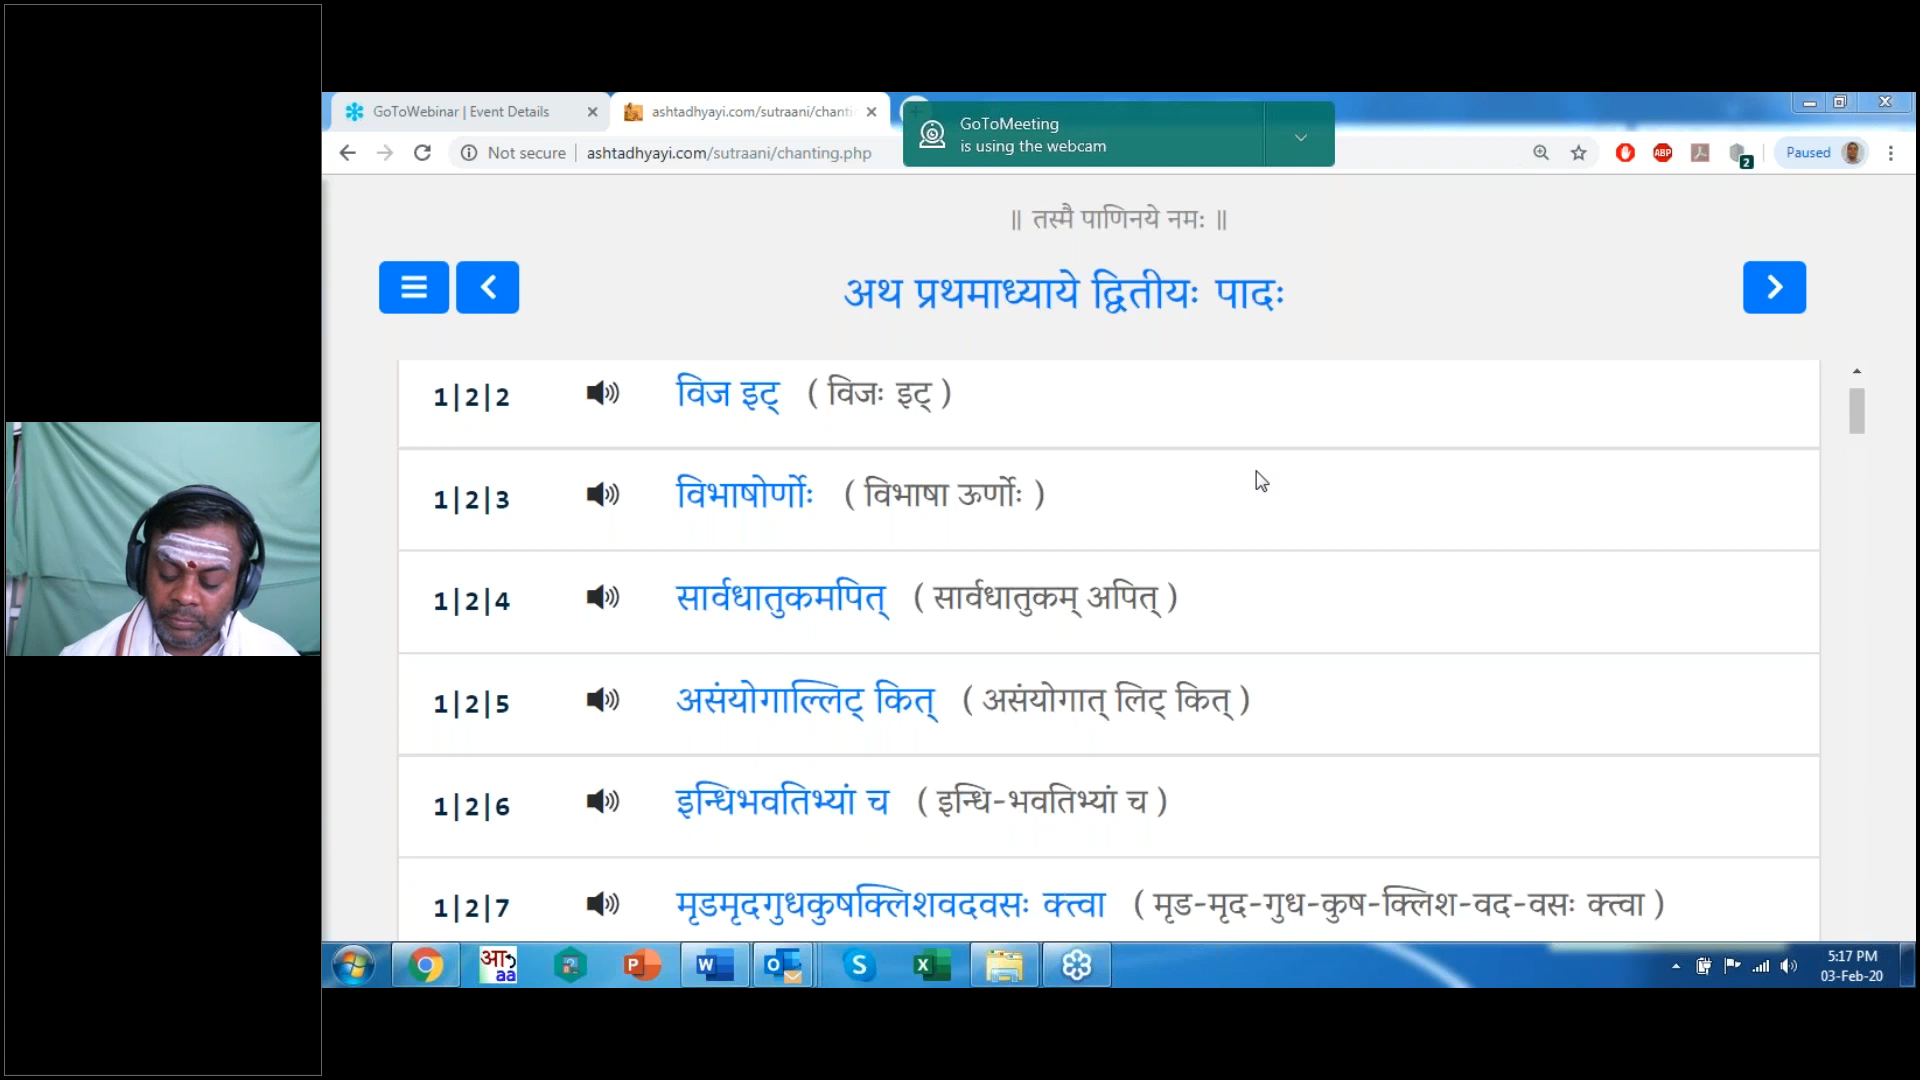 GoToWebinar | Event Details
ashtadhyayi.com/sutraani/chanti
GoToMeeting
is using the webcam
Not secure
ashtadhyayi.com/sutraani/chanting.php
ABP
2
Paused
॥ तस्मै पाणिनये नमः ॥
अथ प्रथमाध्याये द्वितीयः पादः
1|2|2 विज इट् ( विजः इट् )
1|2|3 विभाषोर्णोः ( विभाषा ऊर्णोः )
1|2|4 सार्वधातुकमपित् ( सार्वधातुकम् अपित् )
1|2|5 असंयोगाल्लिट् कित् ( असंयोगात् लिट् कित् )
1|2|6 इन्धिभवतिभ्यां च ( इन्धि-भवतिभ्यां च )
1|2|7 मृडमृदगुधकुषक्लिशवदवसः क्त्वा ( मृड-मृद-गुध-कुष-क्लिश-वद-वसः क्त्वा )
5:17 PM
03-Feb-20